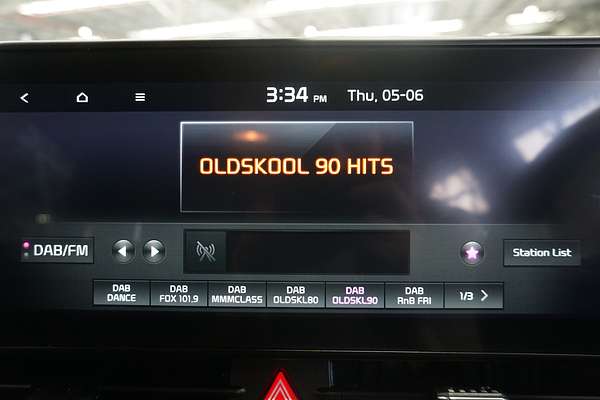 3:34 PM Thu, 05-06
OLDSKOOL 90 HITS
DAB/FM
Station List
DAB
DANCE
DAB
FOX 101.9
DAB
MMMCLASS
DAB
OLDSKL80
DAB
OLDSKL90
DAB
RnB FRI
1/3